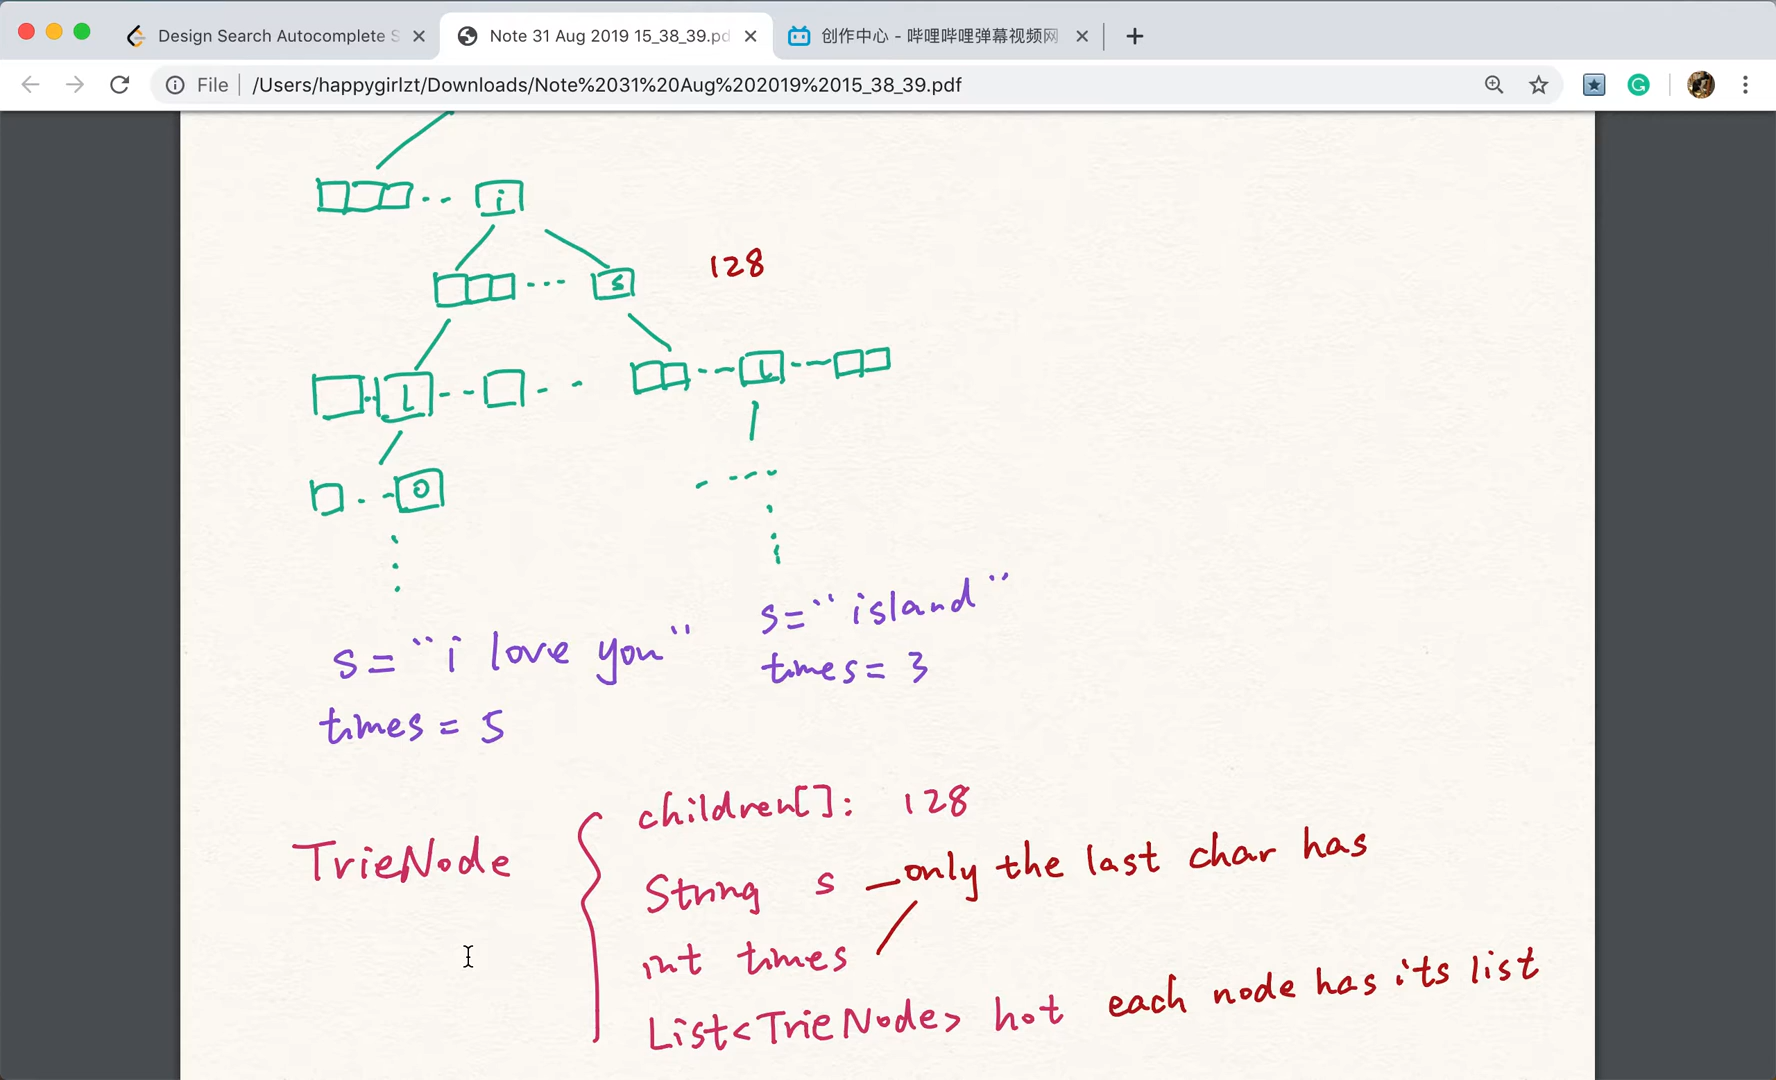 Design Search Autocomplete S
Note 31 Aug 2019 15_38_39.pd
创作中心 - 哔哩哔哩弹幕视频网
File
/Users/happygirlzt/Downloads/Note%2031%20Aug%202019%2015_38_39.pdf
i
s
128
l
l
o
s = "i love you"
times = 5
s = "island"
times = 3
TrieNode
children[]: 128
String s — only the last char has
int times
List<TrieNode> hot each node has its list